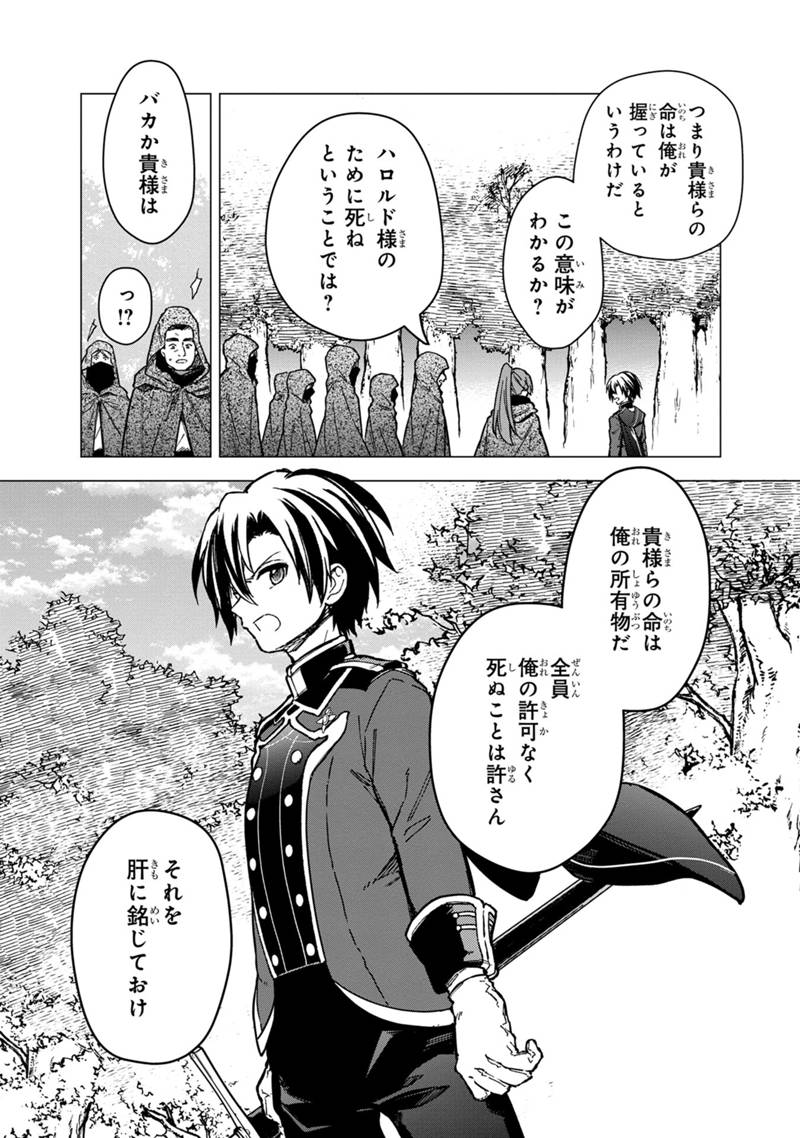 つまり貴様らの
命は俺が
握っていると
いうわけだ
この意味が
わかるか?
ハロルド様の
ために死ね
ということでは?
バカか貴様は
っ!?
貴様らの命は
俺の所有物だ
全員
俺の許可なく
死ぬことは許さん
それを
肝に銘じておけ